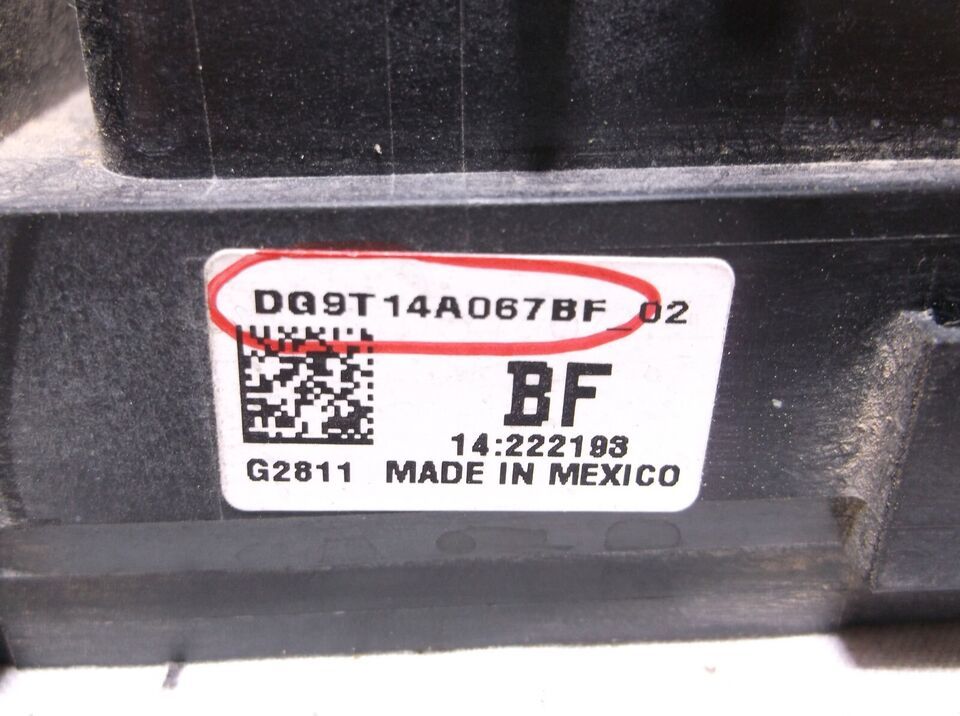 DG9T14A067BF_02
BF
14:222193
G2811 MADE IN MEXICO